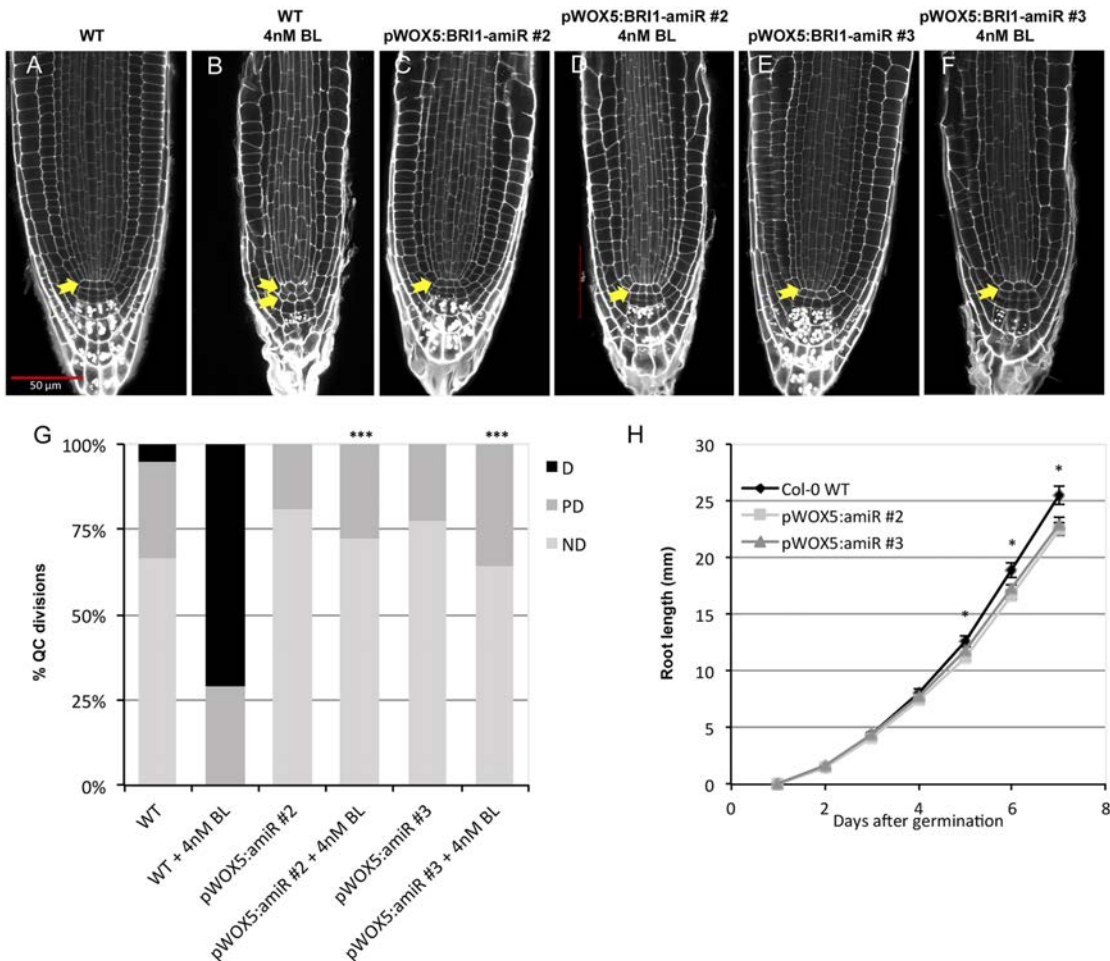 WT
WT
4nM BL
pWOX5:BRI1-amiR #2
pWOX5:BRI1-amiR #2
4nM BL
pWOX5:BRI1-amiR #3
pWOX5:BRI1-amiR #3
4nM BL
A
B
C
D
E
F
50 µm
G
100%
75%
50%
25%
0%
% QC divisions
***
***
D
PD
ND
WT
WT + 4nM BL
pWOX5:amiR #2
pWOX5:amiR #2 + 4nM BL
pWOX5:amiR #3
pWOX5:amiR #3 + 4nM BL
H
30
25
20
15
10
5
0
Root length (mm)
Col-0 WT
pWOX5:amiR #2
pWOX5:amiR #3
*
*
*
0
2
4
6
8
Days after germination